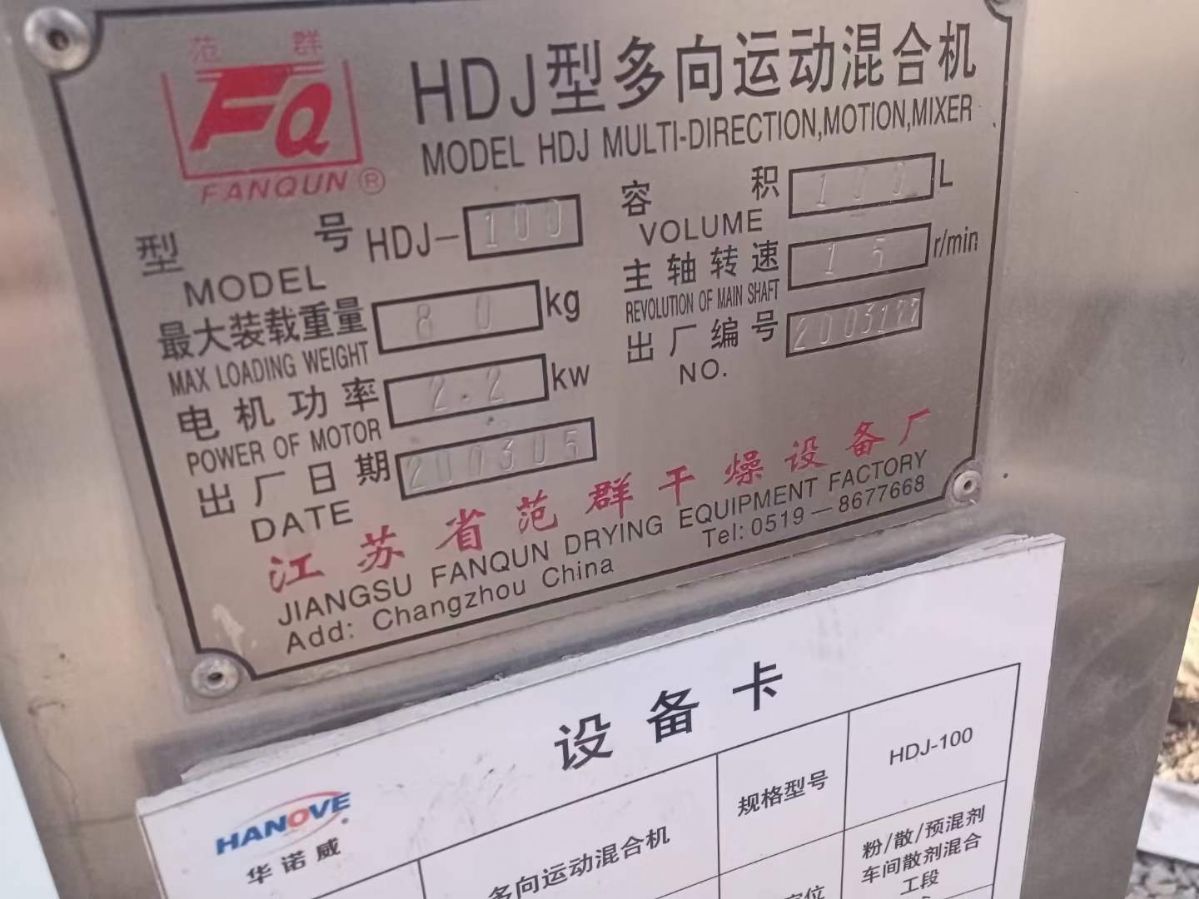 范群
FQ
FANQUN®
HDJ型多向运动混合机
MODEL HDJ MULTI-DIRECTION,MOTION,MIXER
型号 HDJ-100
MODEL
容积 100 L
VOLUME
最大装载重量 80 kg
MAX LOADING WEIGHT
主轴转速 15 r/min
REVOLUTION OF MAIN SHAFT
电机功率 2.2 kw
POWER OF MOTOR
出厂编号
NO.
出厂日期 200305
DATE
江苏省范群干燥设备厂
JIANGSU FANQUN DRYING EQUIPMENT FACTORY
Add: Changzhou China
Tel: 0519-8677668
设备卡
HANOVE
华诺威
多向运动混合机
规格型号
HDJ-100
定位
粉/散/预混剂
车间散剂混合
工段